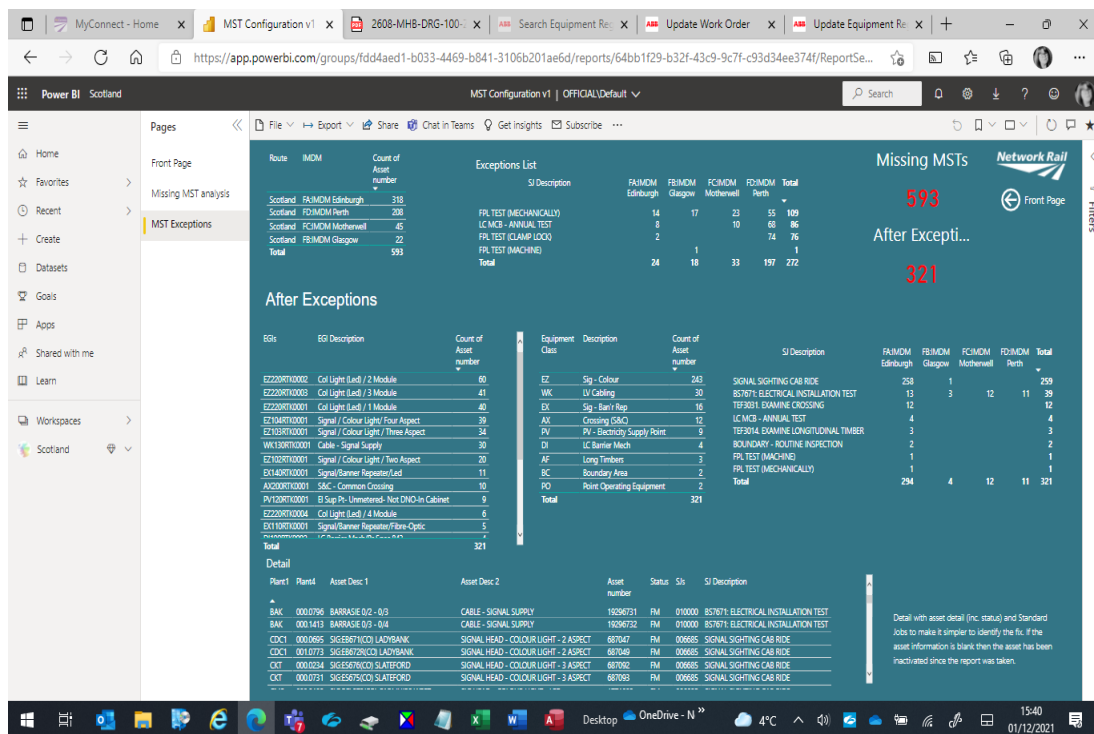 MyConnect - Home
MST Configuration v1
2608-MHB-DRG-100-
Search Equipment Reg
Update Work Order
Update Equipment Re
https://app.powerbi.com/groups/fdd4aed1-b033-4469-b841-3106b201ae6d/reports/64bb1f29-b32f-43c9-9c7f-c93d34ee374f/ReportSe...
Power BI Scotland
MST Configuration v1 | OFFICIAL\Default
Search
Pages
File Export Share Chat in Teams Get insights Subscribe ...
Home
Favorites
Recent
Create
Datasets
Goals
Apps
Shared with me
Learn
Workspaces
Scotland
Front Page
Missing MST analysis
MST Exceptions
Filters
Route IMDM Count of Asset number
Scotland FA:IMDM Edinburgh 318
Scotland FD:IMDM Perth 208
Scotland FC:IMDM Motherwell 45
Scotland FB:IMDM Glasgow 22
Total 593
Exceptions List
SJ Description FA:IMDM Edinburgh FB:IMDM Glasgow FC:IMDM Motherwell FD:IMDM Perth Total
FPL TEST (MECHANICALLY) 14 17 23 55 109
LC MCB - ANNUAL TEST 8 10 68 86
FPL TEST (CLAMP LOCK) 2 74 76
FPL TEST (MACHINE) 1 1
Total 24 18 33 197 272
Missing MSTs
593
After Excepti...
321
Network Rail
Front Page
After Exceptions
EGIs EGI Description Count of Asset number
EZ220RTK0002 Col Light (Led) / 2 Module 60
EZ220RTK0003 Col Light (Led) / 3 Module 41
EZ220RTK0001 Col Light (Led) / 1 Module 40
EZ104RTK0001 Signal / Colour Light/ Four Aspect 39
EZ103RTK0001 Signal / Colour Light / Three Aspect 34
WK130RTK0001 Cable - Signal Supply 30
EZ102RTK0001 Signal / Colour Light / Two Aspect 20
EX140RTK0001 Signal/Banner Repeater/Led 11
AX200RTK0001 S&C - Common Crossing 10
PV120RTK0001 El Sup Pt- Unmetered- Not DNO-In Cabinet 9
EZ220RTK0004 Col Light (Led) / 4 Module 6
EX110RTK0001 Signal/Banner Repeater/Fibre-Optic 5
Total 321
Equipment Class Description Count of Asset number
EZ Sig - Colour 243
WK LV Cabling 30
EX Sig - Ban'r Rep 16
AX Crossing (S&C) 12
PV PV - Electricity Supply Point 9
DI LC Barrier Mech 4
AF Long Timbers 3
BC Boundary Area 2
PO Point Operating Equipment 2
Total 321
SJ Description FA:IMDM Edinburgh FB:IMDM Glasgow FC:IMDM Motherwell FD:IMDM Perth Total
SIGNAL SIGHTING CAB RIDE 258 1 259
BS7671: ELECTRICAL INSTALLATION TEST 13 3 12 11 39
TEF3031. EXAMINE CROSSING 12 12
LC MCB - ANNUAL TEST 4 4
TEF3014. EXAMINE LONGITUDINAL TIMBER 3 3
BOUNDARY - ROUTINE INSPECTION 2 2
FPL TEST (MACHINE) 1 1
FPL TEST (MECHANICALLY) 1 1
Total 294 4 12 11 321
Detail
Plant1 Plant4 Asset Desc 1 Asset Desc 2 Asset number Status SJs SJ Description
BAK 000.0796 BARRASIE 0/2 - 0/3 CABLE - SIGNAL SUPPLY 19296731 FM 010000 BS7671: ELECTRICAL INSTALLATION TEST
BAK 000.1413 BARRASIE 0/3 - 0/4 CABLE - SIGNAL SUPPLY 19296732 FM 010000 BS7671: ELECTRICAL INSTALLATION TEST
CDC1 000.0695 SIG:EB671(CO) LADYBANK SIGNAL HEAD - COLOUR LIGHT - 2 ASPECT 687047 FM 006685 SIGNAL SIGHTING CAB RIDE
CDC1 001.0773 SIG:EB672R(CO) LADYBANK SIGNAL HEAD - COLOUR LIGHT - 2 ASPECT 687049 FM 006685 SIGNAL SIGHTING CAB RIDE
CKT 000.0234 SIG:ES676(CO) SLATEFORD SIGNAL HEAD - COLOUR LIGHT - 3 ASPECT 687092 FM 006685 SIGNAL SIGHTING CAB RIDE
CKT 000.0731 SIG:ES675(CO) SLATEFORD SIGNAL HEAD - COLOUR LIGHT - 3 ASPECT 687093 FM 006685 SIGNAL SIGHTING CAB RIDE
Detail with asset detail (inc. status) and Standard
Jobs to make it simpler to identify the fix. If the
asset information is blank then the asset has been
inactivated since the report was taken.
Desktop OneDrive - N 4°C
15:40
01/12/2021